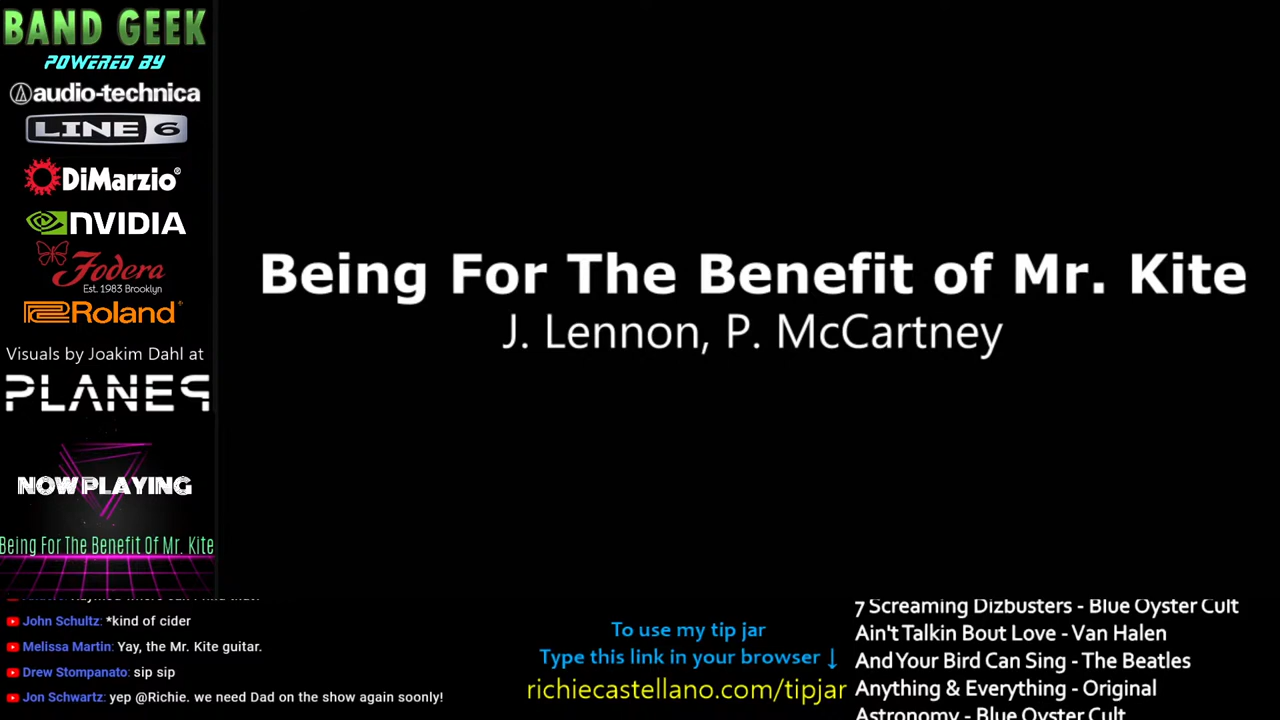 BAND GEEK
POWERED BY
audio-technica
LINE 6
DiMarzio®
NVIDIA
Fodera
Est. 1983 Brooklyn
Roland®
Visuals by Joakim Dahl at
PLAN9
NOW PLAYING
Being For The Benefit Of Mr. Kite
Being For The Benefit of Mr. Kite
J. Lennon, P. McCartney
John Schultz: *kind of cider
Melissa Martin: Yay, the Mr. Kite guitar.
Drew Stompanato: sip sip
Jon Schwartz: yep @Richie. we need Dad on the show again soonly!
To use my tip jar
Type this link in your browser ↓
richiecastellano.com/tipjar
7 Screaming Dizbusters - Blue Oyster Cult
Ain't Talkin Bout Love - Van Halen
And Your Bird Can Sing - The Beatles
Anything & Everything - Original
Astronomy - Blue Oyster Cult